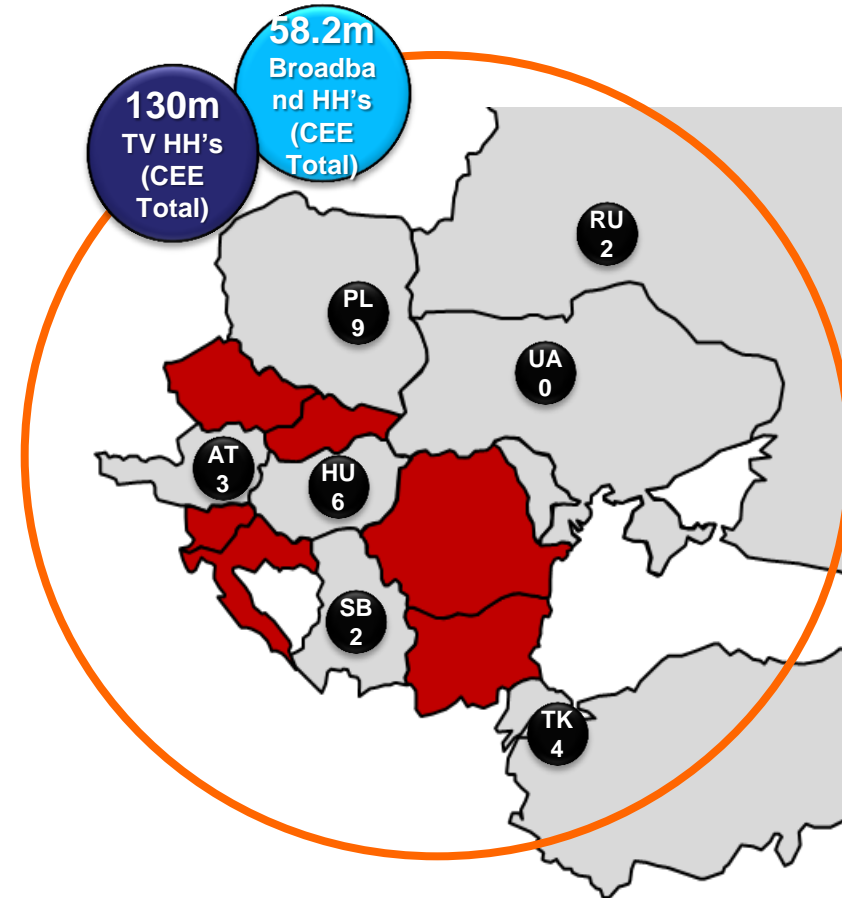 58.2m
Broadba
nd HH's
(CEE
Total)
130m
TV HH's
(CEE
Total)
RU
2
PL
9
UA
0
AT
3
HU
6
SB
2
TK
4